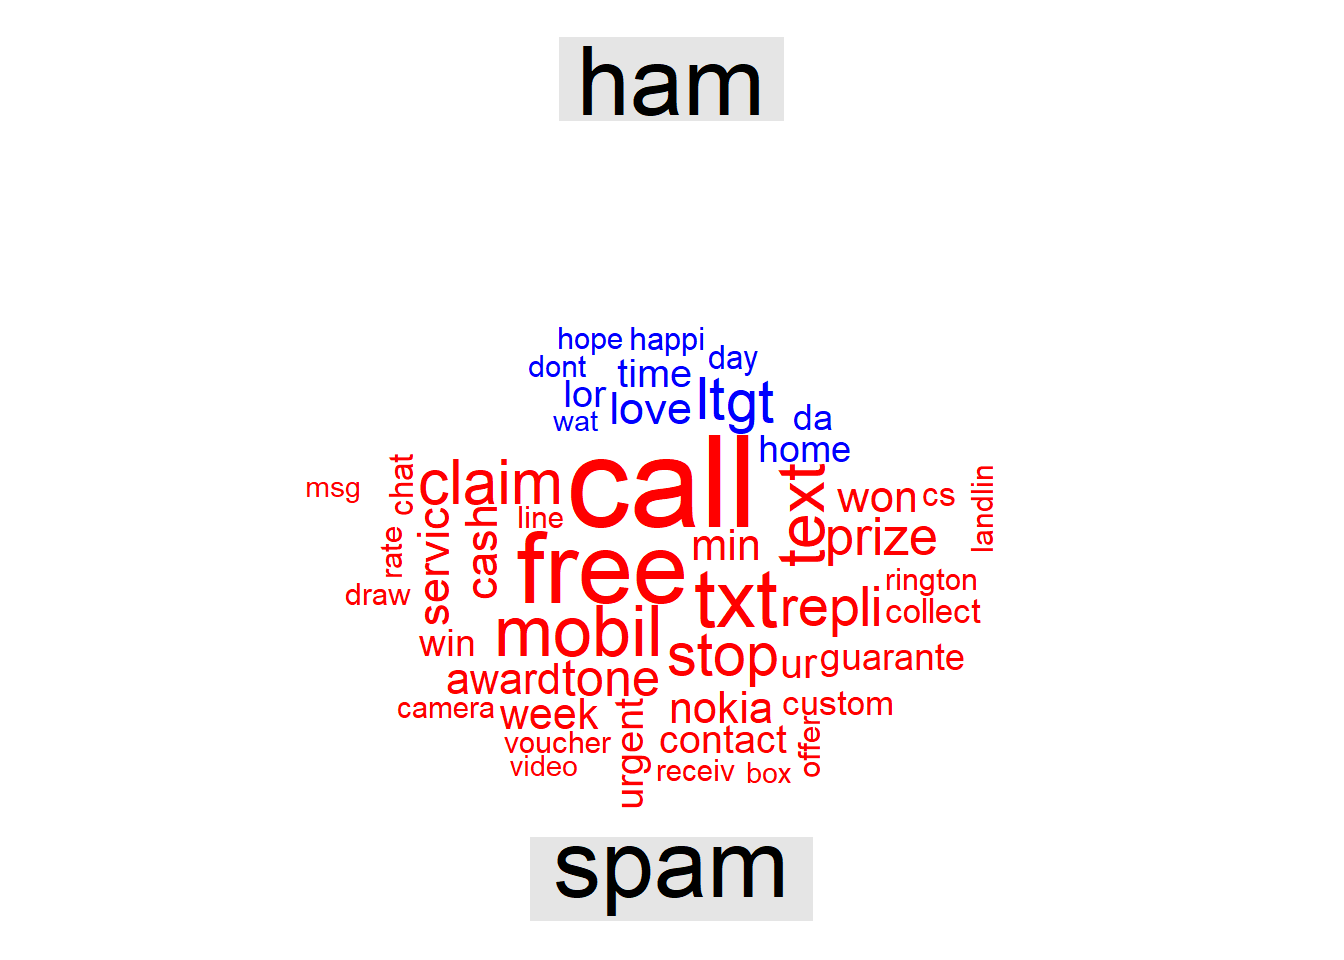 ham
hope happi
dont time day
lor love ltgt da
wat home
call
msg chat claim text won cs landlin
line cash servic
rate free min prize
draw txt repli rington
collect
win mobil stop ur guarante
award tone
camera week urgent nokia custom
voucher contact offer
video receiv box
spam